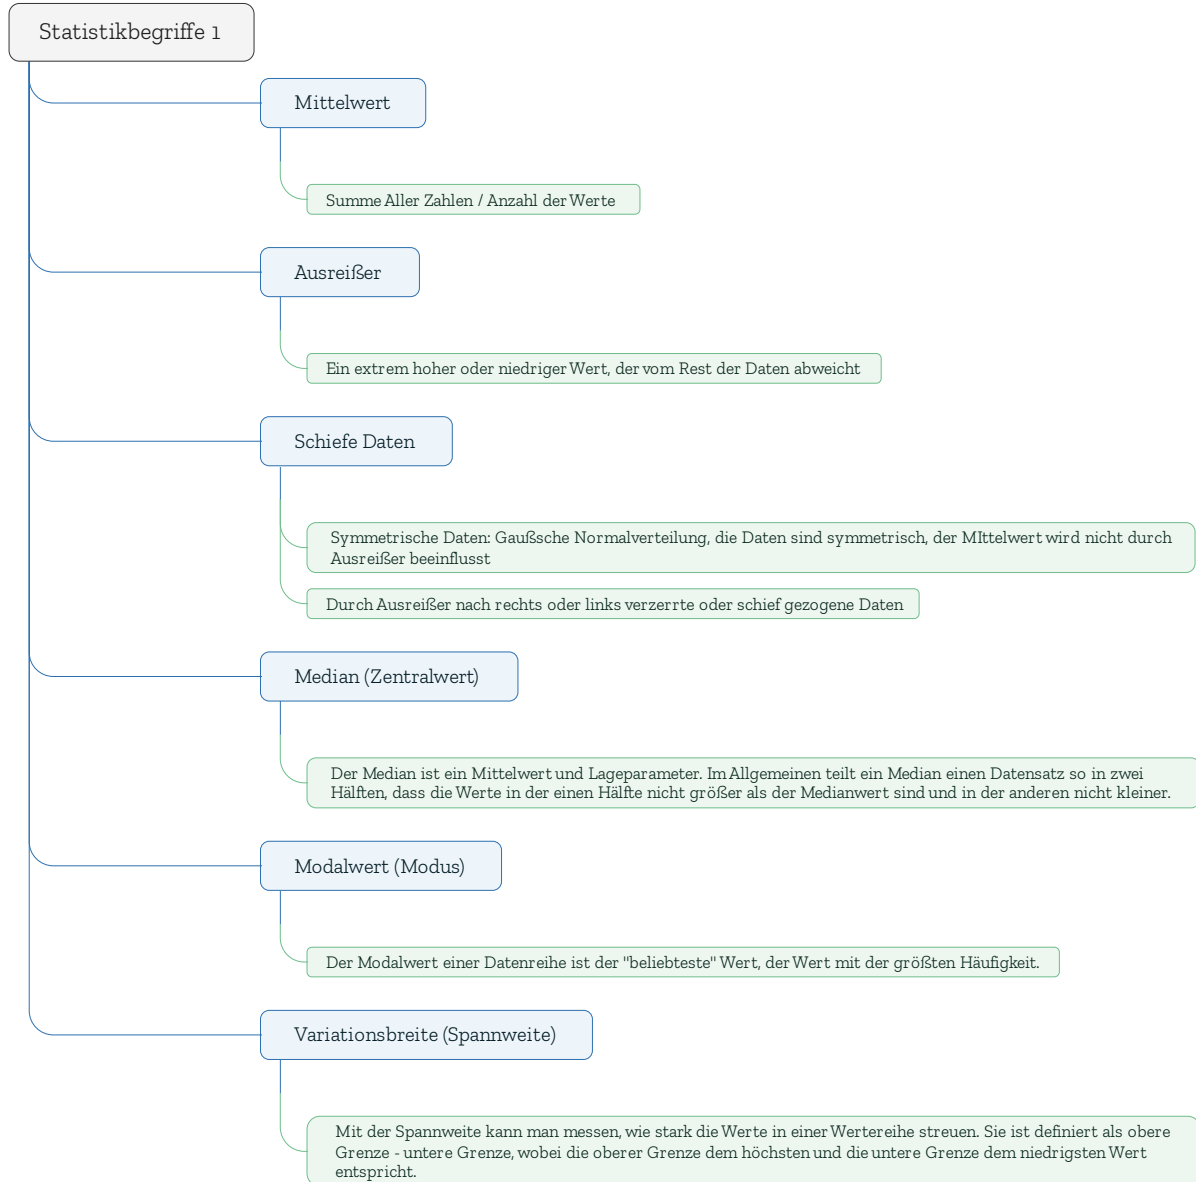 Statistikbegriffe 1
Mittelwert
Summe Aller Zahlen / Anzahl der Werte
Ausreißer
Ein extrem hoher oder niedriger Wert, der vom Rest der Daten abweicht
Schiefe Daten
Symmetrische Daten: Gaußsche Normalverteilung, die Daten sind symmetrisch, der MIttelwert wird nicht durch
Ausreißer beeinflusst
Durch Ausreißer nach rechts oder links verzerrte oder schief gezogene Daten
Median (Zentralwert)
Der Median ist ein Mittelwert und Lageparameter. Im Allgemeinen teilt ein Median einen Datensatz so in zwei
Hälften, dass die Werte in der einen Hälfte nicht größer als der Medianwert sind und in der anderen nicht kleiner.
Modalwert (Modus)
Der Modalwert einer Datenreihe ist der "beliebteste" Wert, der Wert mit der größten Häufigkeit.
Variationsbreite (Spannweite)
Mit der Spannweite kann man messen, wie stark die Werte in einer Wertereihe streuen. Sie ist definiert als obere
Grenze - untere Grenze, wobei die oberer Grenze dem höchsten und die untere Grenze dem niedrigsten Wert
entspricht.